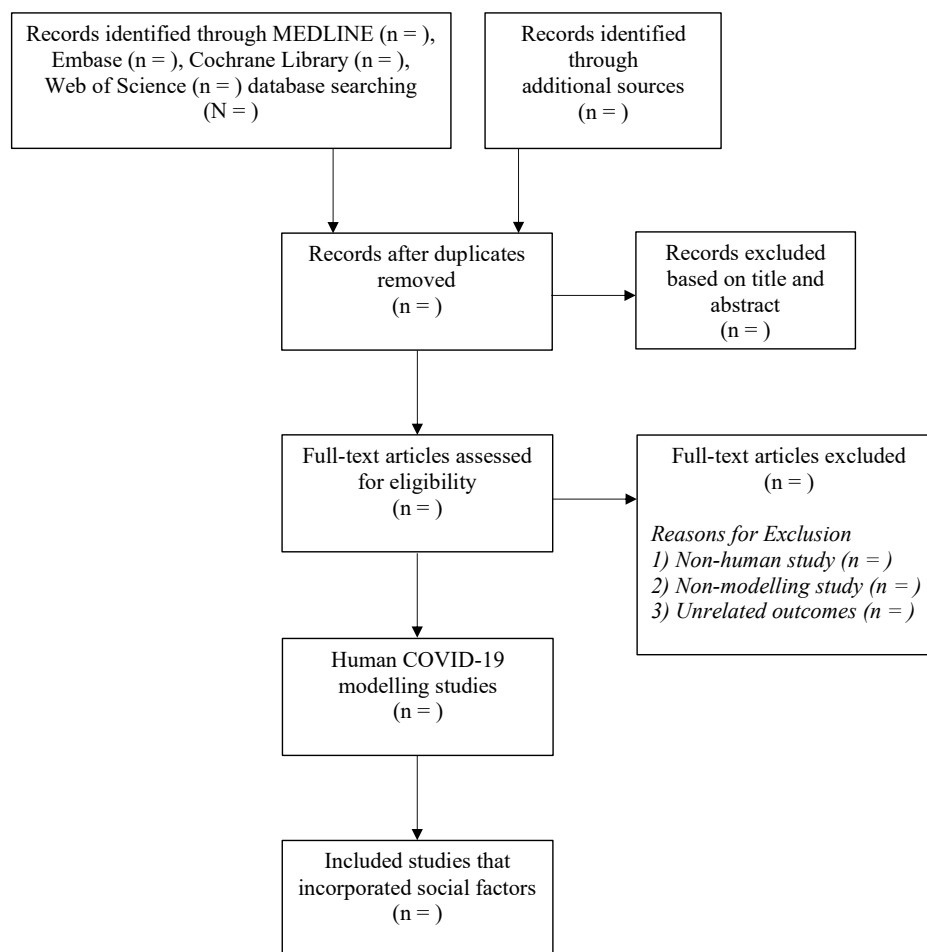 Records identified through MEDLINE (n = ),
Embase (n = ), Cochrane Library (n = ),
Web of Science (n = ) database searching
(N = )
Records identified
through
additional sources
(n = )
Records after duplicates
removed
(n = )
Records excluded
based on title and
abstract
(n = )
Full-text articles assessed
for eligibility
(n = )
Full-text articles excluded
(n = )
Reasons for Exclusion
1) Non-human study (n = )
2) Non-modelling study (n = )
3) Unrelated outcomes (n = )
Human COVID-19
modelling studies
(n = )
Included studies that
incorporated social factors
(n = )